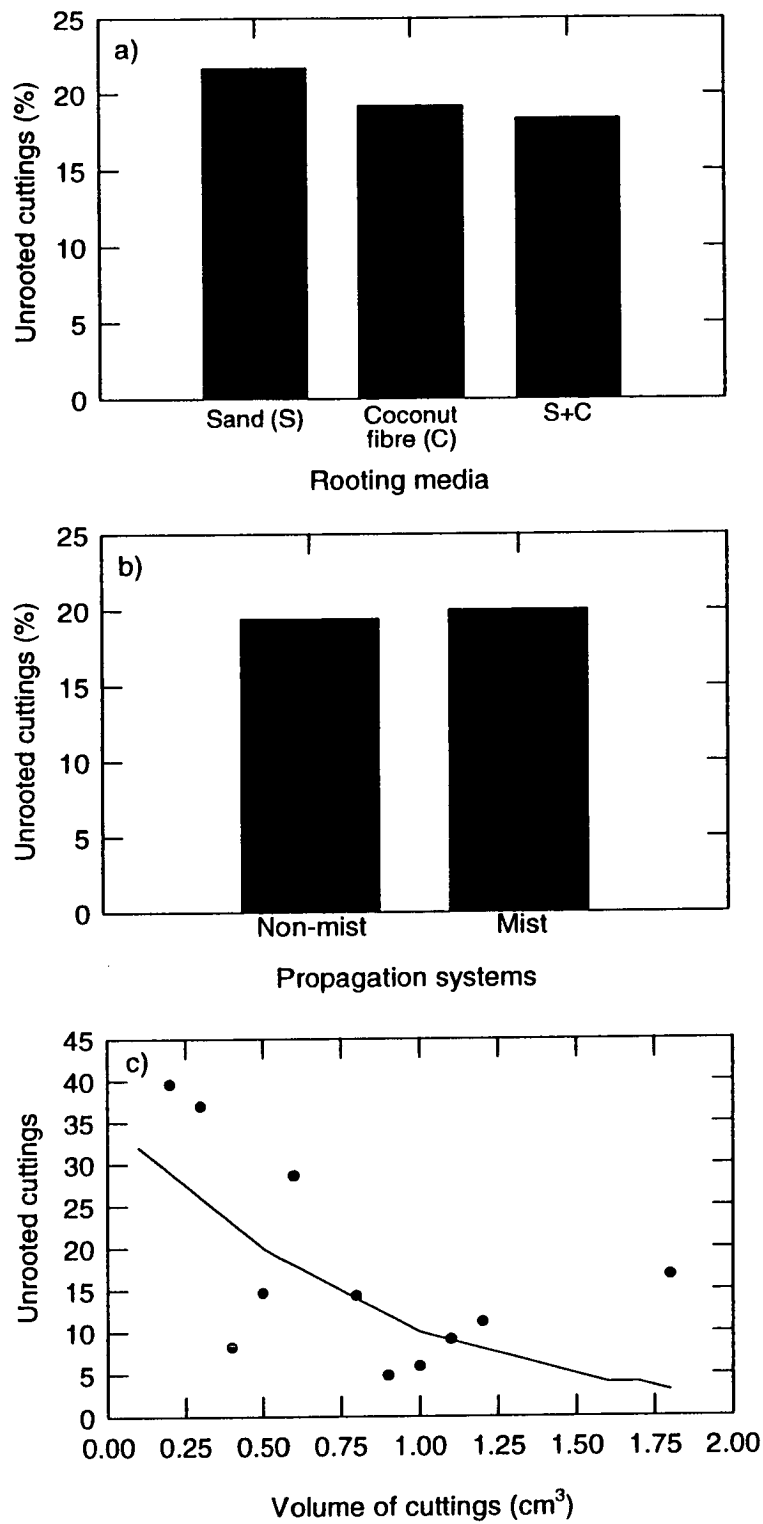 a)
Unrooted cuttings (%)
25
20
15
10
5
0
Sand (S)
Coconut
fibre (C)
S+C
Rooting media
b)
Unrooted cuttings (%)
25
20
15
10
5
0
Non-mist
Mist
Propagation systems
c)
Unrooted cuttings
45
40
35
30
25
20
15
10
5
0
0.00 0.25 0.50 0.75 1.00 1.25 1.50 1.75 2.00
Volume of cuttings (cm³)